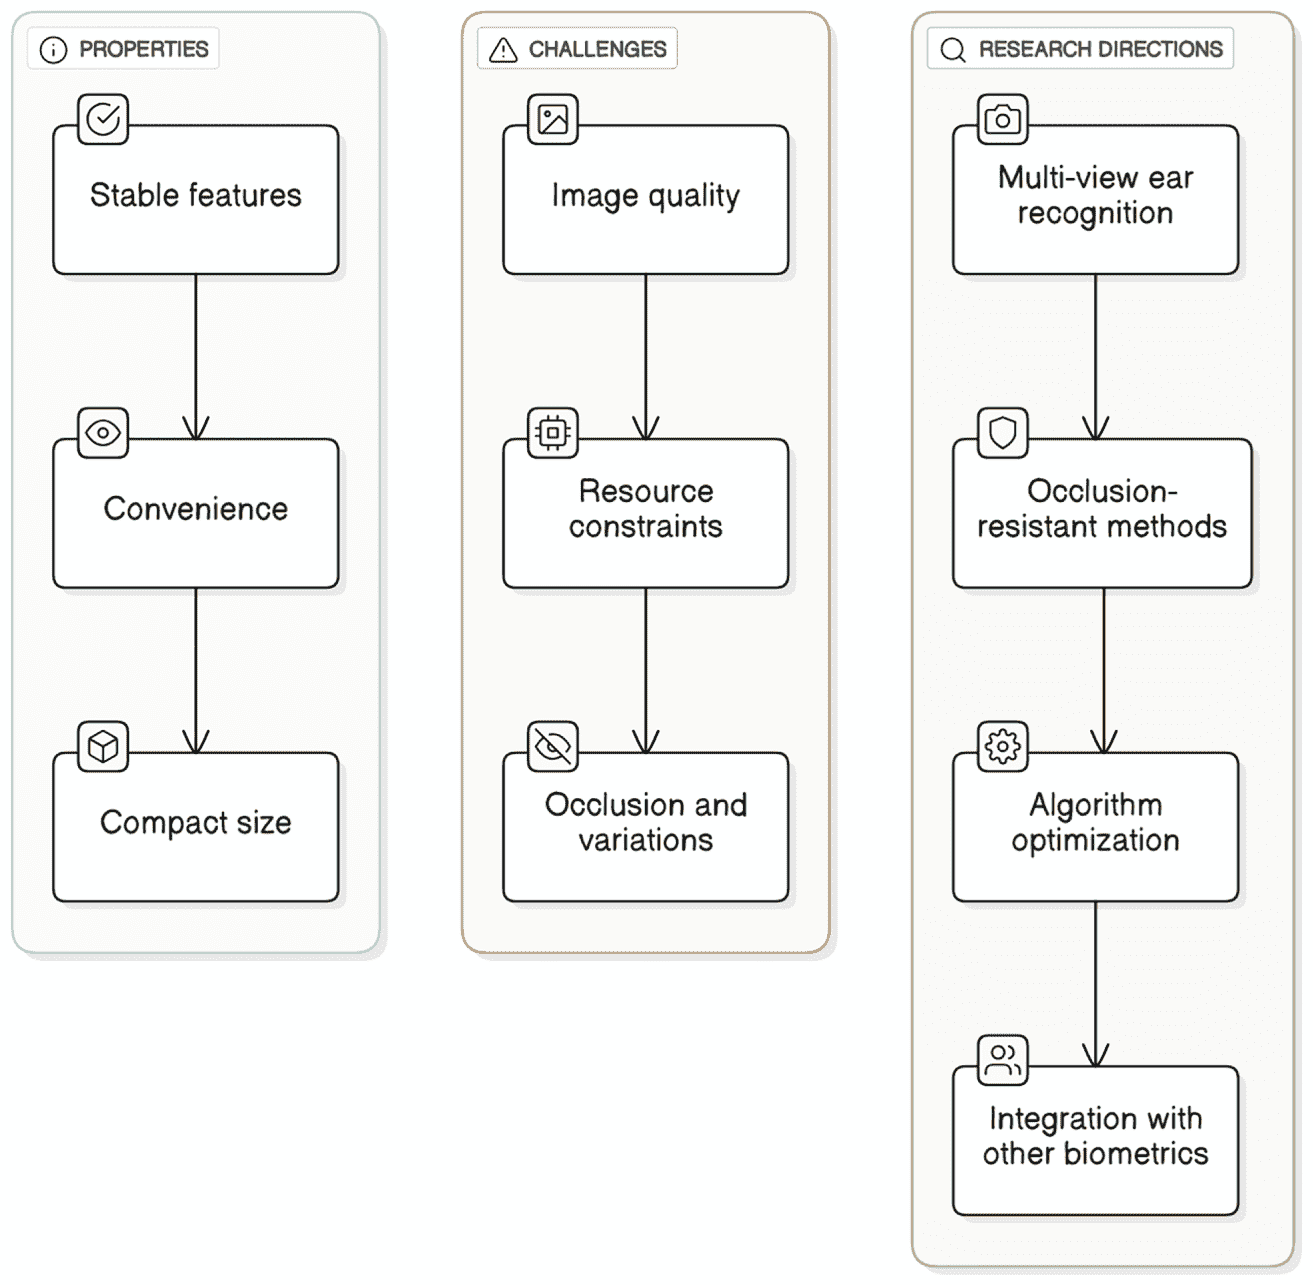 PROPERTIES
Stable features
Convenience
Compact size
CHALLENGES
Image quality
Resource
constraints
Occlusion and
variations
RESEARCH DIRECTIONS
Multi-view ear
recognition
Occlusion-
resistant methods
Algorithm
optimization
Integration with
other biometrics